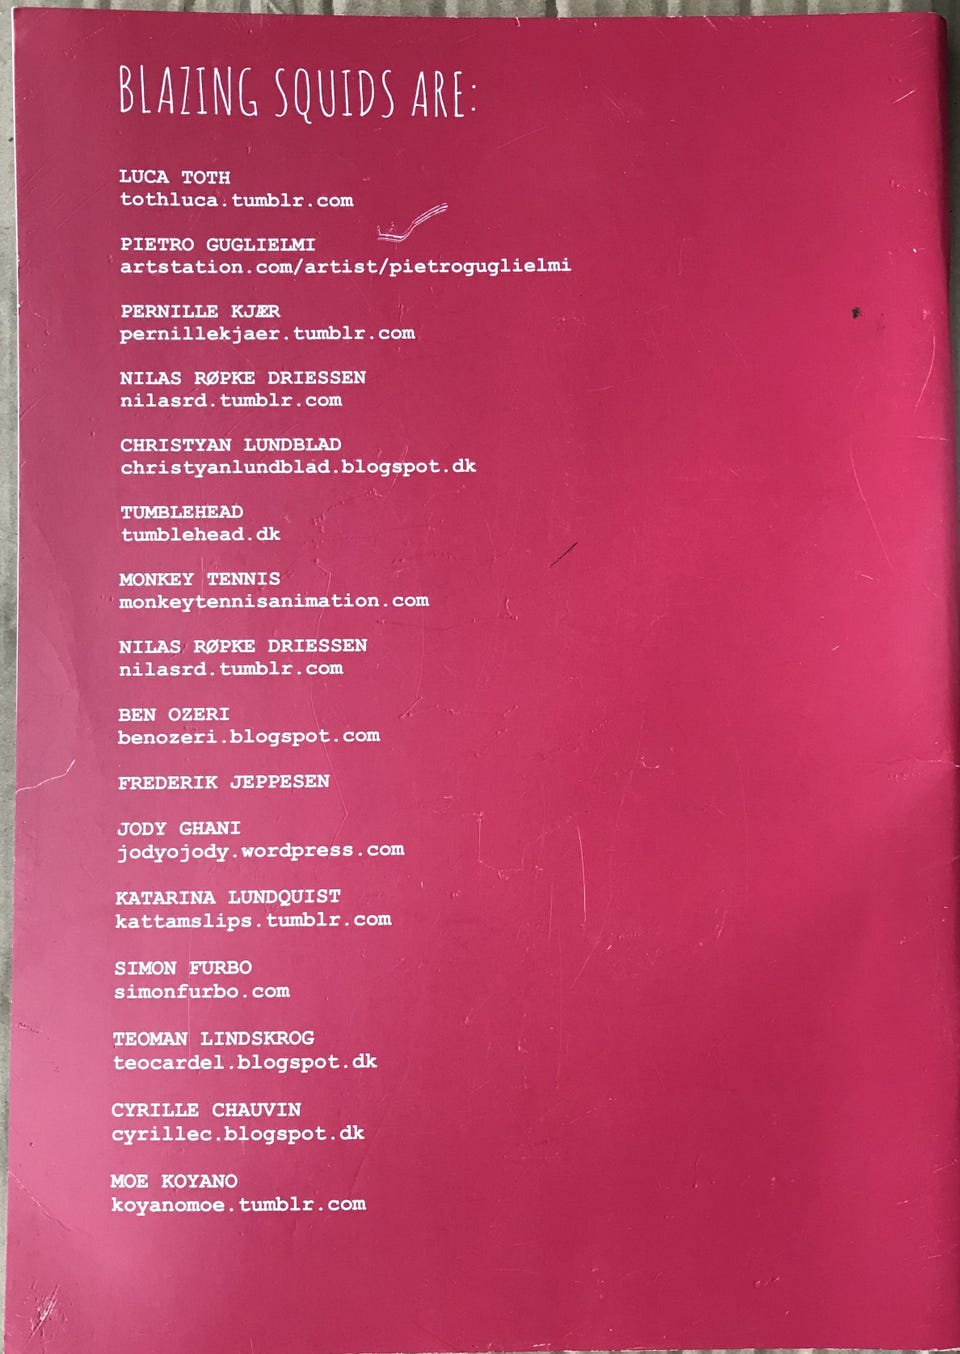 BLAZING SQUIDS ARE:
LUCA TOTH
tothluca.tumblr.com
PIETRO GUGLIELMI
artstation.com/artist/pietroguglielmi
PERNILLE KJÆR
pernillekjaer.tumblr.com
NILAS RØPKE DRIESSEN
nilasrd.tumblr.com
CHRISTYAN LUNDBLAD
christyanlundblad.blogspot.dk
TUMBLEHEAD
tumblehead.dk
MONKEY TENNIS
monkeytennisanimation.com
NILAS RØPKE DRIESSEN
nilasrd.tumblr.com
BEN OZERI
benozeri.blogspot.com
FREDERIK JEPPESEN
JODY GHANI
jodyojody.wordpress.com
KATARINA LUNDQUIST
kattamslips.tumblr.com
SIMON FURBO
simonfurbo.com
TEOMAN LINDSKROG
teocardel.blogspot.dk
CYRILLE CHAUVIN
cyrillec.blogspot.dk
MOE KOYANO
koyanomoe.tumblr.com